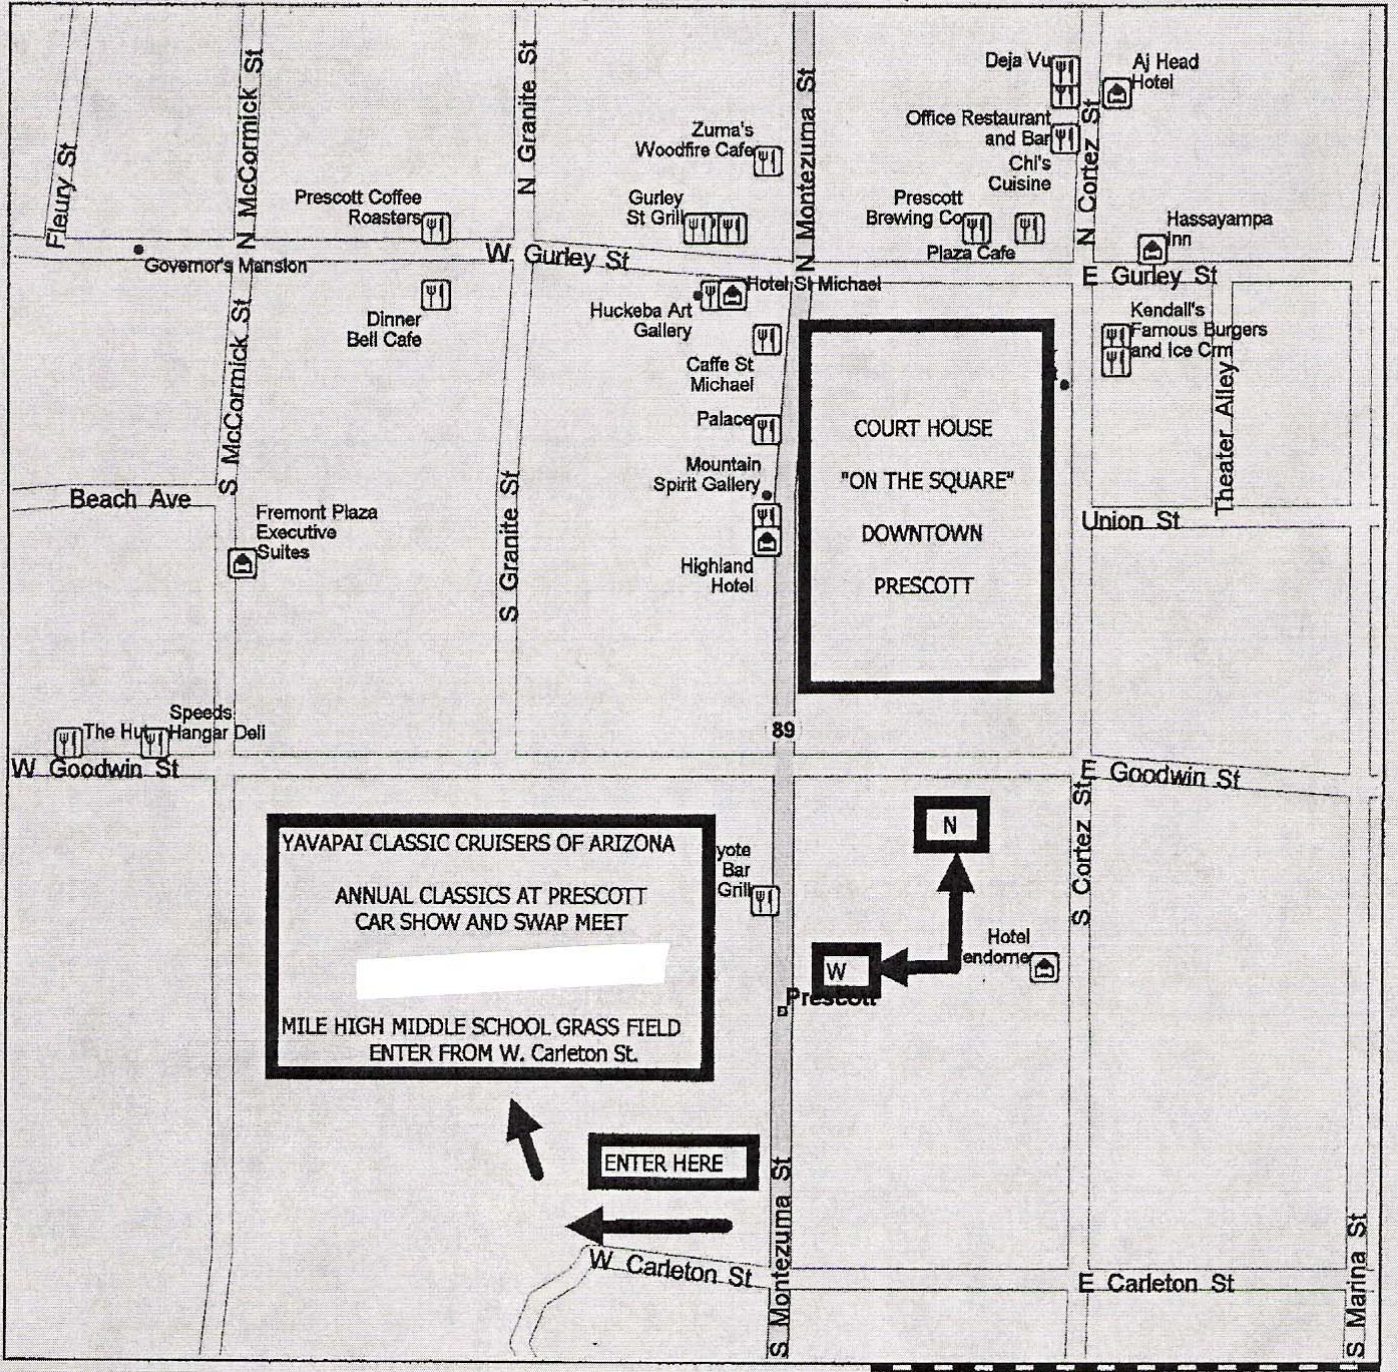 Fleury St
N McCormick St
N Granite St
N Montezuma St
N Cortez St
Deja Vu
Aj Head
Hotel
Office Restaurant
and Bar
Chi's
Cuisine
Zuma's
Woodfire Cafe
Prescott Coffee
Roasters
Gurley
St Grill
Prescott
Brewing Co
Plaza Cafe
Hassayampa
Inn
Governor's Mansion
W Gurley St
E Gurley St
Hotel St Michael
Huckeba Art
Gallery
Dinner
Bell Cafe
Kendall's
Famous Burgers
and Ice Crm
Theater Alley
Caffe St
Michael
Palace
Mountain
Spirit Gallery
Highland
Hotel
COURT HOUSE
"ON THE SQUARE"
DOWNTOWN
PRESCOTT
S McCormick St
S Granite St
Beach Ave
Fremont Plaza
Executive
Suites
Union St
The Hut
Speeds
Hangar Deli
89
W Goodwin St
E Goodwin St
YAVAPAI CLASSIC CRUISERS OF ARIZONA
ANNUAL CLASSICS AT PRESCOTT
CAR SHOW AND SWAP MEET
MILE HIGH MIDDLE SCHOOL GRASS FIELD
ENTER FROM W. Carleton St.
yote
Bar
Grill
N
W
S Cortez St
Hotel
endome
Prescott
ENTER HERE
W Carleton St
S Montezuma St
E Carleton St
S Marina St